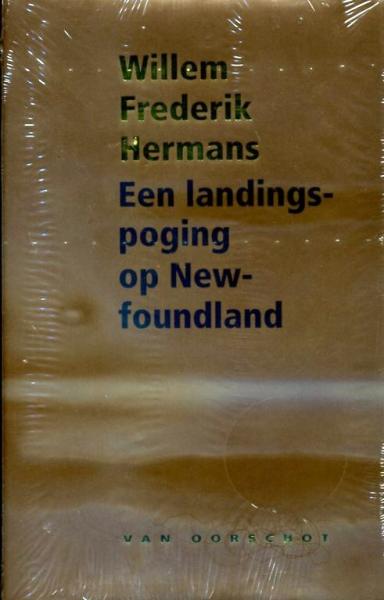 Willem
Frederik
Hermans
Een landings-
poging
op New-
foundland
VAN OORSCHOT